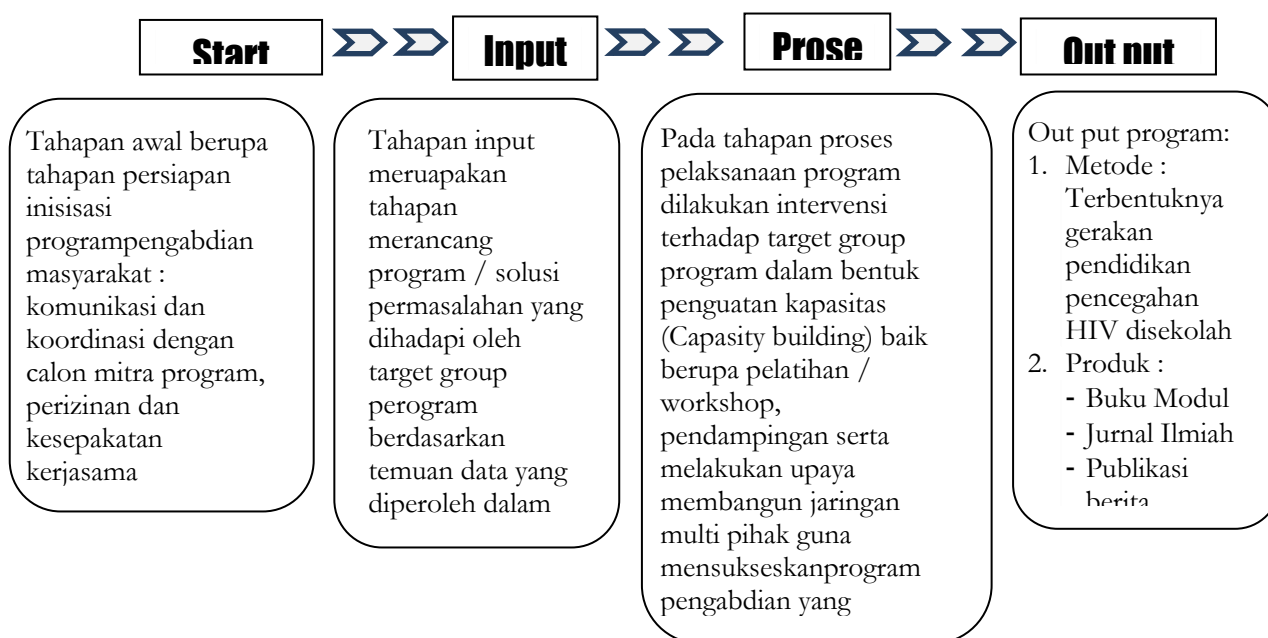 Start
Input
Prose
Out put
Tahapan awal berupa
tahapan persiapan
inisisasi
programpengabdian
masyarakat :
komunikasi dan
koordinasi dengan
calon mitra program,
perizinan dan
kesepakatan
kerjasama
Tahapan input
meruapakan
tahapan
merancang
program / solusi
permasalahan yang
dihadapi oleh
target group
perogram
berdasarkan
temuan data yang
diperoleh dalam
Pada tahapan proses
pelaksanaan program
dilakukan intervensi
terhadap target group
program dalam bentuk
penguatan kapasitas
(Capasity building) baik
berupa pelatihan /
workshop,
pendampingan serta
melakukan upaya
membangun jaringan
multi pihak guna
mensukseskanprogram
pengabdian yang
Out put program:
1. Metode :
Terbentuknya
gerakan
pendidikan
pencegahan
HIV disekolah
2. Produk :
- Buku Modul
- Jurnal Ilmiah
- Publikasi
berita